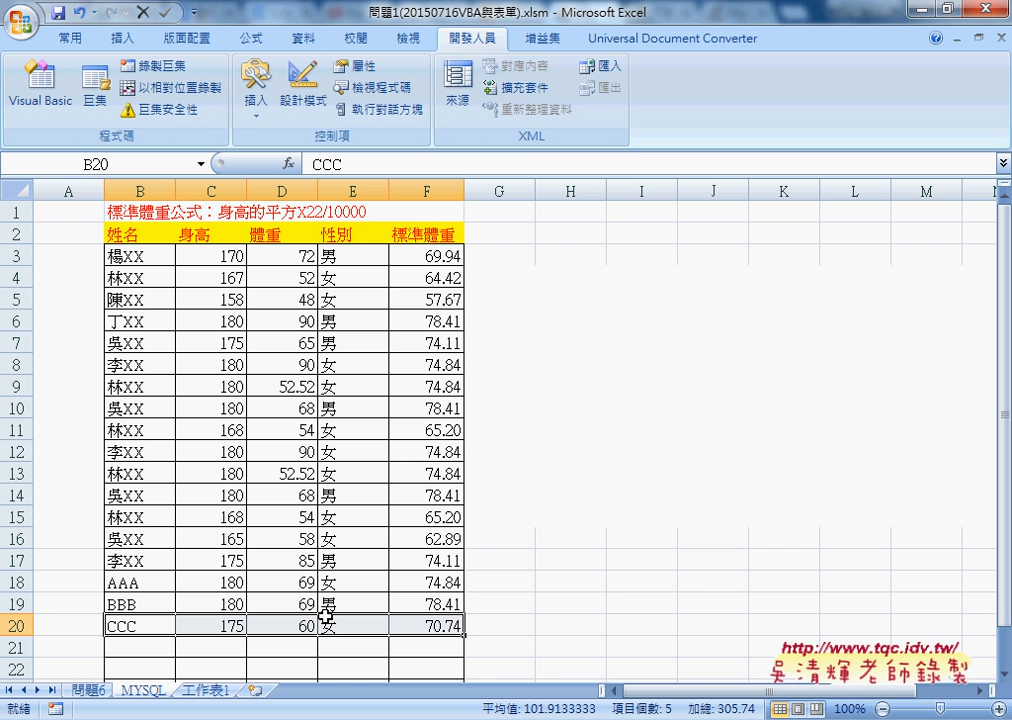 問題1(20150716VBA與表單).xlsm - Microsoft Excel
常用 插入 版面配置 公式 資料 校閱 檢視 開發人員 增益集 Universal Document Converter
Visual Basic 巨集 錄製巨集 以相對位置錄製 巨集安全性 程式碼
插入 設計模式 屬性 檢視程式碼 執行對話方塊 控制項
來源 對應內容 擴充套件 重新整理資料 匯入 匯出 XML
B20 fx CCC
A B C D E F G H I J K L M N
1 標準體重公式：身高的平方X22/10000
2 姓名 身高 體重 性別 標準體重
3 楊XX 170 72 男 69.94
4 林XX 167 52 女 64.42
5 陳XX 158 48 女 57.67
6 丁XX 180 90 男 78.41
7 吳XX 175 65 男 74.11
8 李XX 180 90 女 74.84
9 林XX 180 52.52 女 74.84
10 吳XX 180 68 男 78.41
11 林XX 168 54 女 65.20
12 李XX 180 90 女 74.84
13 林XX 180 52.52 女 74.84
14 吳XX 180 68 男 78.41
15 林XX 168 54 女 65.20
16 吳XX 165 58 女 62.89
17 李XX 175 85 男 74.11
18 AAA 180 69 女 74.84
19 BBB 180 69 男 78.41
20 CCC 175 60 女 70.74
21
22
http://www.tqc.idv.tw/
吳清輝老師錄製
問題6 MYSQL 工作表1
就緒 平均值: 101.9133333 項目個數: 5 加總: 305.74 100%